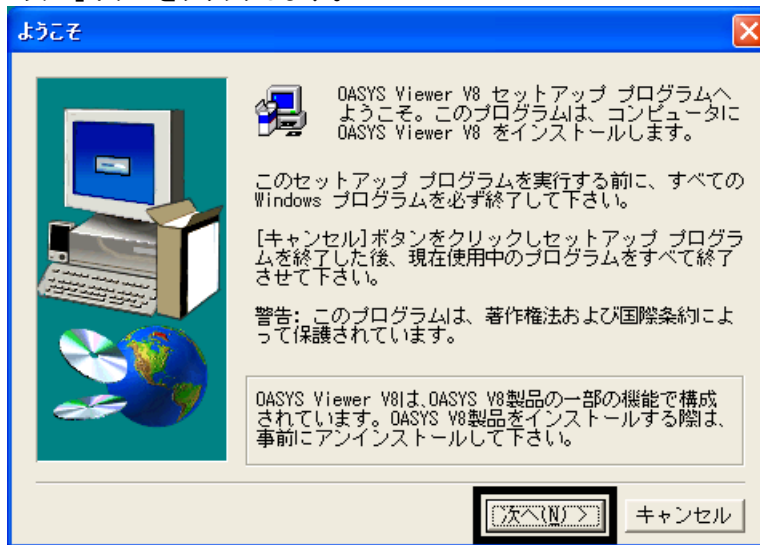 ようこそ
OASYS Viewer V8 セットアップ プログラムへ
ようこそ。このプログラムは、コンピュータに
OASYS Viewer V8 をインストールします。
このセットアップ プログラムを実行する前に、すべての
Windows プログラムを必ず終了して下さい。
[キャンセル]ボタンをクリックしセットアップ プログラ
ムを終了した後、現在使用中のプログラムをすべて終了
させて下さい。
警告: このプログラムは、著作権法および国際条約によ
って保護されています。
OASYS Viewer V8は、OASYS V8製品の一部の機能で構成
されています。OASYS V8製品をインストールする際は、
事前にアンインストールして下さい。
次へ(N) >
キャンセル